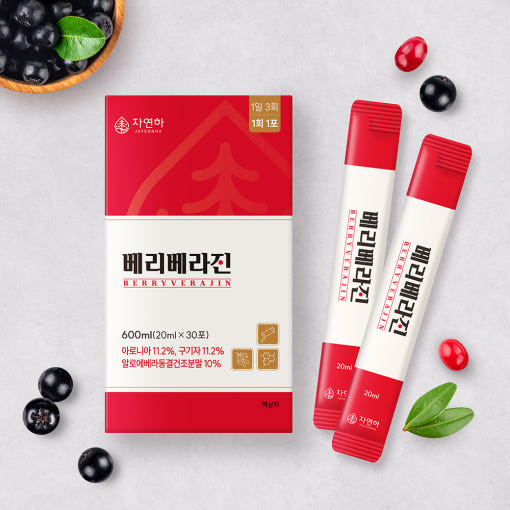 자연하
JAYEONHA
1일 3회
1회 1포
베리베라진
BERRYVERAJIN
600ml(20ml×30포)
아로니아 11.2%, 구기자 11.2%
알로에베라동결건조분말 10%
액상차
베리베라진
BERRYVERAJIN
20ml
베리베라진
BERRYVERAJIN
20ml
자연하